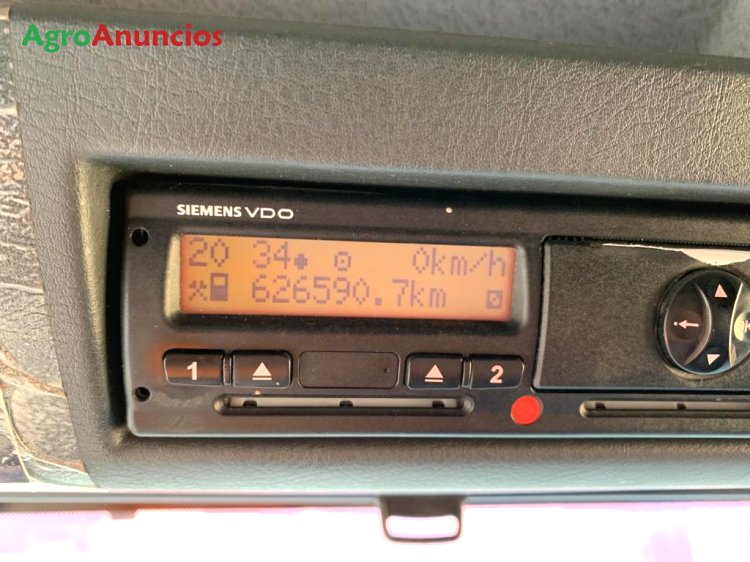 AgroAnuncios
SIEMENS VDO
20 34 0km/h
626590.7km
1 2